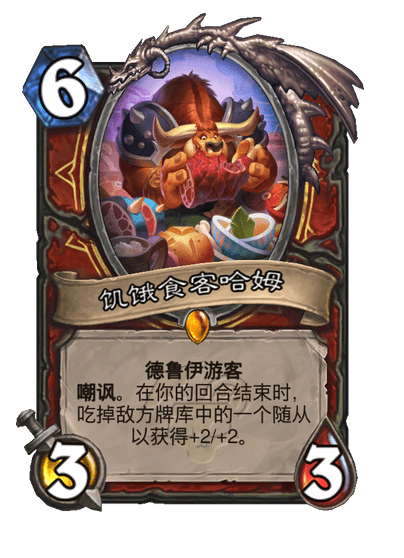 6
饥饿食客哈姆
德鲁伊游客
嘲讽。在你的回合结束时，
吃掉敌方牌库中的一个随从
以获得+2/+2。
3
3